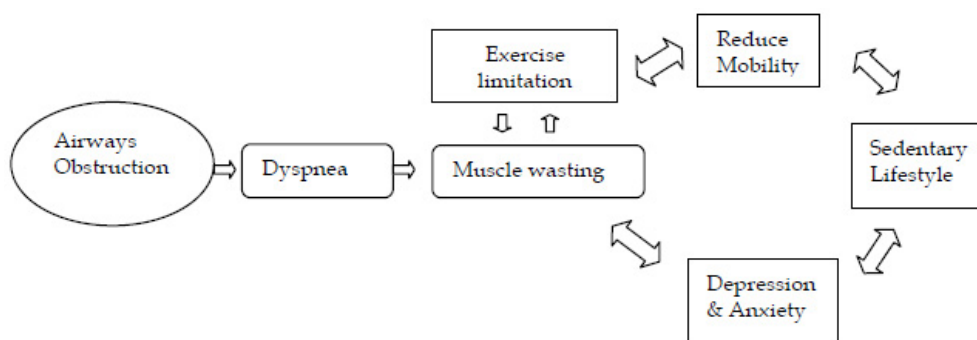 Airways
Obstruction
Dyspnea
Muscle wasting
Exercise
limitation
Reduce
Mobility
Sedentary
Lifestyle
Depression
& Anxiety